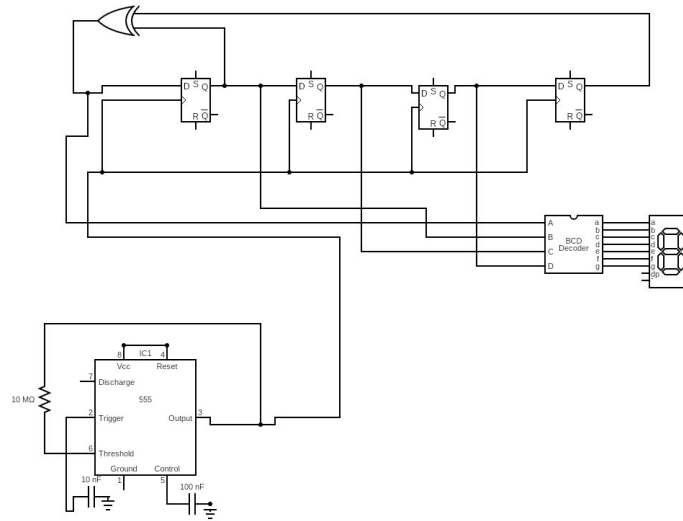 D S Q
R Q
D S Q
R Q
D S Q
R Q
D S Q
R Q
A
B
C
D
BCD
Decoder
a
b
c
d
e
f
g
a
b
c
d
e
f
g
dp
IC1
8
4
Vcc
Reset
7
Discharge
555
10 MΩ
2
Trigger
Output
3
6
Threshold
Ground
Control
1
5
10 nF
100 nF